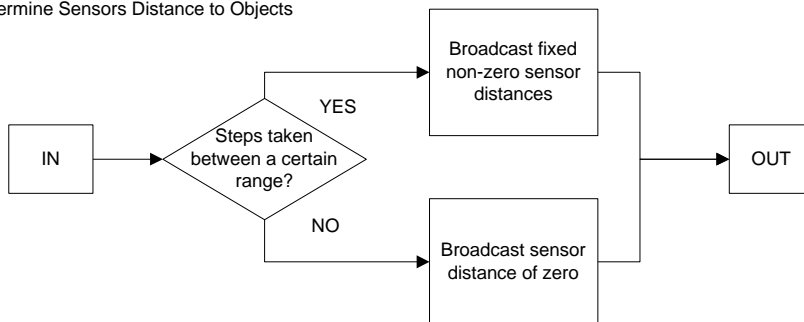 ermine Sensors Distance to Objects
Broadcast fixed
non-zero sensor
distances
YES
Steps taken
between a certain
range?
IN
OUT
NO
Broadcast sensor
distance of zero